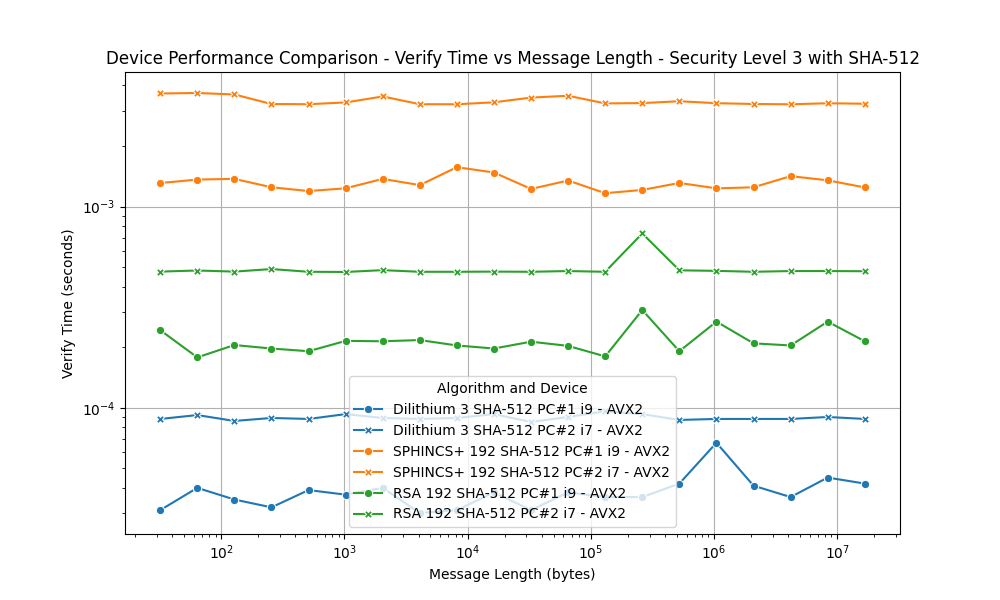 Device Performance Comparison - Verify Time vs Message Length - Security Level 3 with SHA-512
Verify Time (seconds)
10⁻³
10⁻⁴
Algorithm and Device
Dilithium 3 SHA-512 PC#1 i9 - AVX2
Dilithium 3 SHA-512 PC#2 i7 - AVX2
SPHINCS+ 192 SHA-512 PC#1 i9 - AVX2
SPHINCS+ 192 SHA-512 PC#2 i7 - AVX2
RSA 192 SHA-512 PC#1 i9 - AVX2
RSA 192 SHA-512 PC#2 i7 - AVX2
10² 10³ 10⁴ 10⁵ 10⁶ 10⁷
Message Length (bytes)